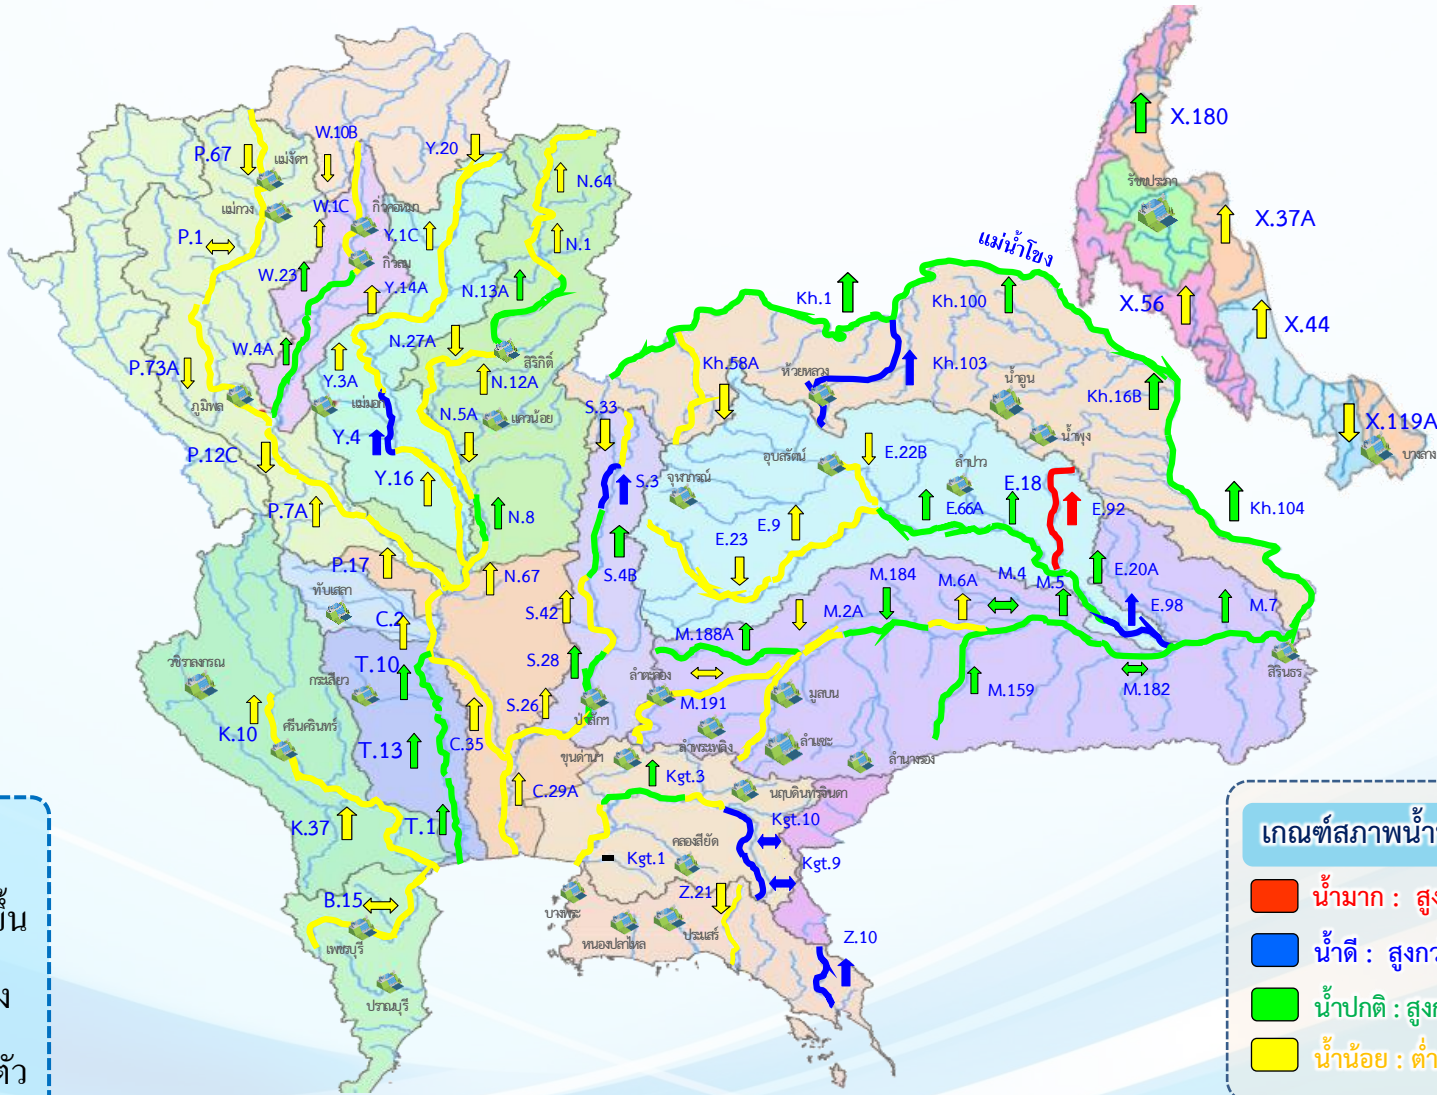 W.10B
Y.20
P.67
แม่งัดฯ
N.64
แม่กวง
W.1C
กิ่วคอหมา
P.1
Y.1C
N.1
กิ่วลม
W.23
Y.14A
N.13A
W.4A
N.27A
สิริกิติ์
P.73A
Y.3A
N.12A
ภูมิพล
แม่มอก
N.5A
แควน้อย
Y.4
P.12C
Y.16
P.7A
N.8
P.17
N.67
ทับเสลา
C.2
T.10
วชิราลงกรณ
กระเสียว
K.10
ศรีนครินทร์
T.13
C.35
K.37
T.1
C.29A
B.15
เพชรบุรี
ปราณบุรี
แม่น้ำโขง
Kh.1
Kh.100
Kh.58A
ห้วยหลวง
Kh.103
น้ำอูน
Kh.16B
S.33
น้ำพุง
อุบลรัตน์
E.22B
ลำปาว
S.3
จุฬาภรณ์
E.18
E.9
E.66A
E.92
Kh.104
E.23
S.4B
M.184
M.6A
M.4
M.5
E.20A
S.42
M.2A
E.98
M.7
M.188A
S.28
ลำตะคอง
M.159
M.182
สิรินธร
S.26
ป่าสักฯ
M.191
มูลบน
ขุนด่านฯ
ลำพระเพลิง
ลำแซะ
ลำนางรอง
Kgt.3
นฤบดินทรจินดา
Kgt.10
คลองสียัด
Kgt.1
Kgt.9
Z.21
บางพระ
หนองปลาไหล
ประแสร์
Z.10
X.180
รัชชประภา
X.37A
X.56
X.44
X.119A
บางลาง
ขึ้น
ตัว
เกณฑ์สภาพน้ำ
น้ำมาก : สูง
น้ำดี : สูงกว
น้ำปกติ : สูงก
น้ำน้อย : ต่ำ